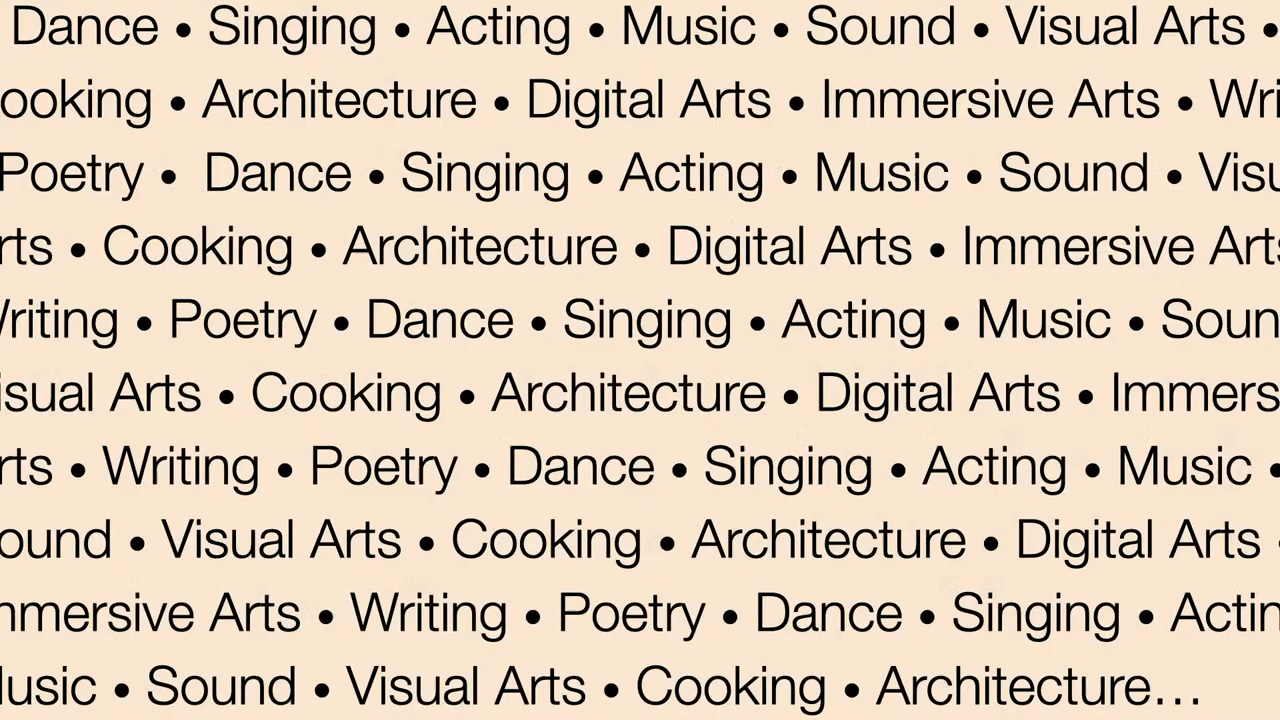 Dance • Singing • Acting • Music • Sound • Visual Arts •
ooking • Architecture • Digital Arts • Immersive Arts • Wri
Poetry • Dance • Singing • Acting • Music • Sound • Visu
rts • Cooking • Architecture • Digital Arts • Immersive Arts
riting • Poetry • Dance • Singing • Acting • Music • Soun
isual Arts • Cooking • Architecture • Digital Arts • Immers
rts • Writing • Poetry • Dance • Singing • Acting • Music •
ound • Visual Arts • Cooking • Architecture • Digital Arts •
mmersive Arts • Writing • Poetry • Dance • Singing • Actin
usic • Sound • Visual Arts • Cooking • Architecture…